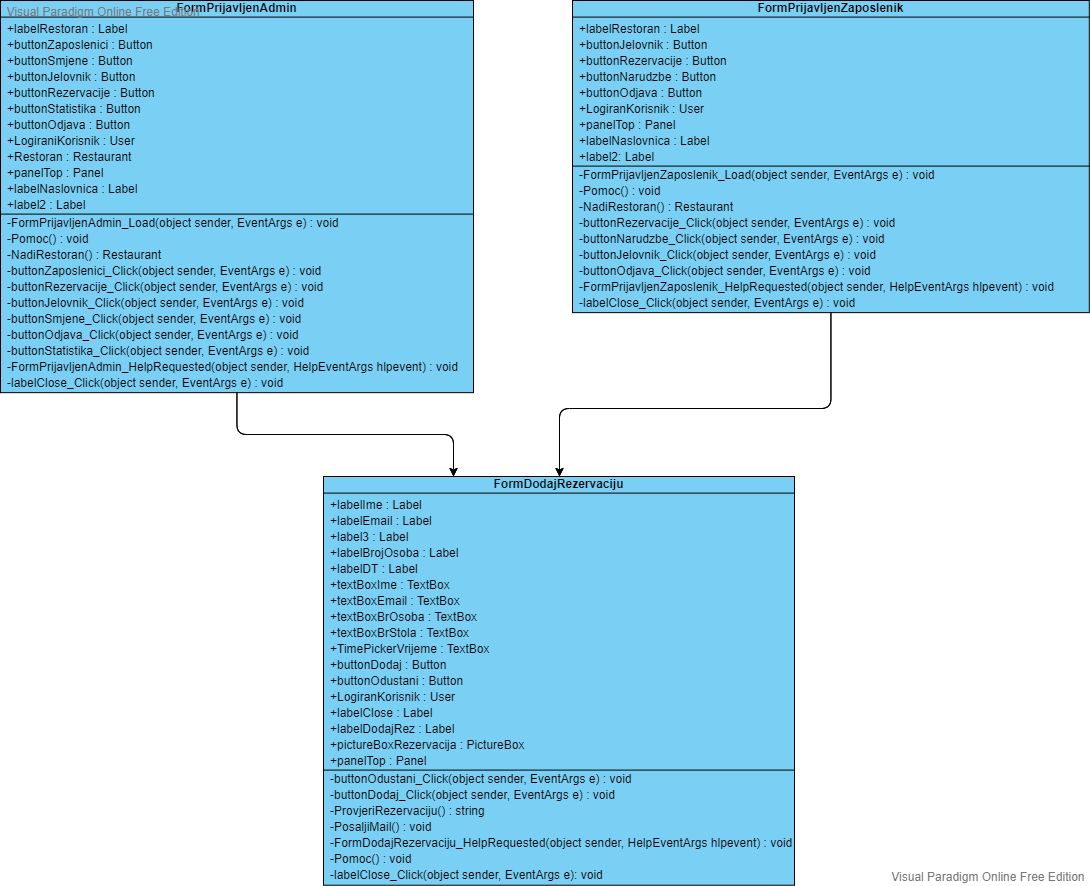 Visual Paradigm Online Free Edition
FormPrijavljenAdmin
+labelRestoran : Label
+buttonZaposlenici : Button
+buttonSmjene : Button
+buttonJelovnik : Button
+buttonRezervacije : Button
+buttonStatistika : Button
+buttonOdjava : Button
+LogiraniKorisnik : User
+Restoran : Restaurant
+panelTop : Panel
+labelNaslovnica : Label
+label2 : Label
-FormPrijavljenAdmin_Load(object sender, EventArgs e) : void
-Pomoc() : void
-NadiRestoran() : Restaurant
-buttonZaposlenici_Click(object sender, EventArgs e) : void
-buttonRezervacije_Click(object sender, EventArgs e) : void
-buttonJelovnik_Click(object sender, EventArgs e) : void
-buttonSmjene_Click(object sender, EventArgs e) : void
-buttonOdjava_Click(object sender, EventArgs e) : void
-buttonStatistika_Click(object sender, EventArgs e) : void
-FormPrijavljenAdmin_HelpRequested(object sender, HelpEventArgs hlpevent) : void
-labelClose_Click(object sender, EventArgs e) : void
FormPrijavljenZaposlenik
+labelRestoran : Label
+buttonJelovnik : Button
+buttonRezervacije : Button
+buttonNarudzbe : Button
+buttonOdjava : Button
+LogiranKorisnik : User
+panelTop : Panel
+labelNaslovnica : Label
+label2: Label
-FormPrijavljenZaposlenik_Load(object sender, EventArgs e) : void
-Pomoc() : void
-NadiRestoran() : Restaurant
-buttonRezervacije_Click(object sender, EventArgs e) : void
-buttonNarudzbe_Click(object sender, EventArgs e) : void
-buttonJelovnik_Click(object sender, EventArgs e) : void
-buttonOdjava_Click(object sender, EventArgs e) : void
-FormPrijavljenZaposlenik_HelpRequested(object sender, HelpEventArgs hlpevent) : void
-labelClose_Click(object sender, EventArgs e) : void
FormDodajRezervaciju
+labelIme : Label
+labelEmail : Label
+label3 : Label
+labelBrojOsoba : Label
+labelDT : Label
+textBoxIme : TextBox
+textBoxEmail : TextBox
+textBoxBrOsoba : TextBox
+textBoxBrStola : TextBox
+TimePickerVrijeme : TextBox
+buttonDodaj : Button
+buttonOdustani : Button
+LogiranKorisnik : User
+labelClose : Label
+labelDodajRez : Label
+pictureBoxRezervacija : PictureBox
+panelTop : Panel
-buttonOdustani_Click(object sender, EventArgs e) : void
-buttonDodaj_Click(object sender, EventArgs e) : void
-ProvjeriRezervaciju() : string
-PosaljiMail() : void
-FormDodajRezervaciju_HelpRequested(object sender, HelpEventArgs hlpevent) : void
-Pomoc() : void
-labelClose_Click(object sender, EventArgs e): void
Visual Paradigm Online Free Edition